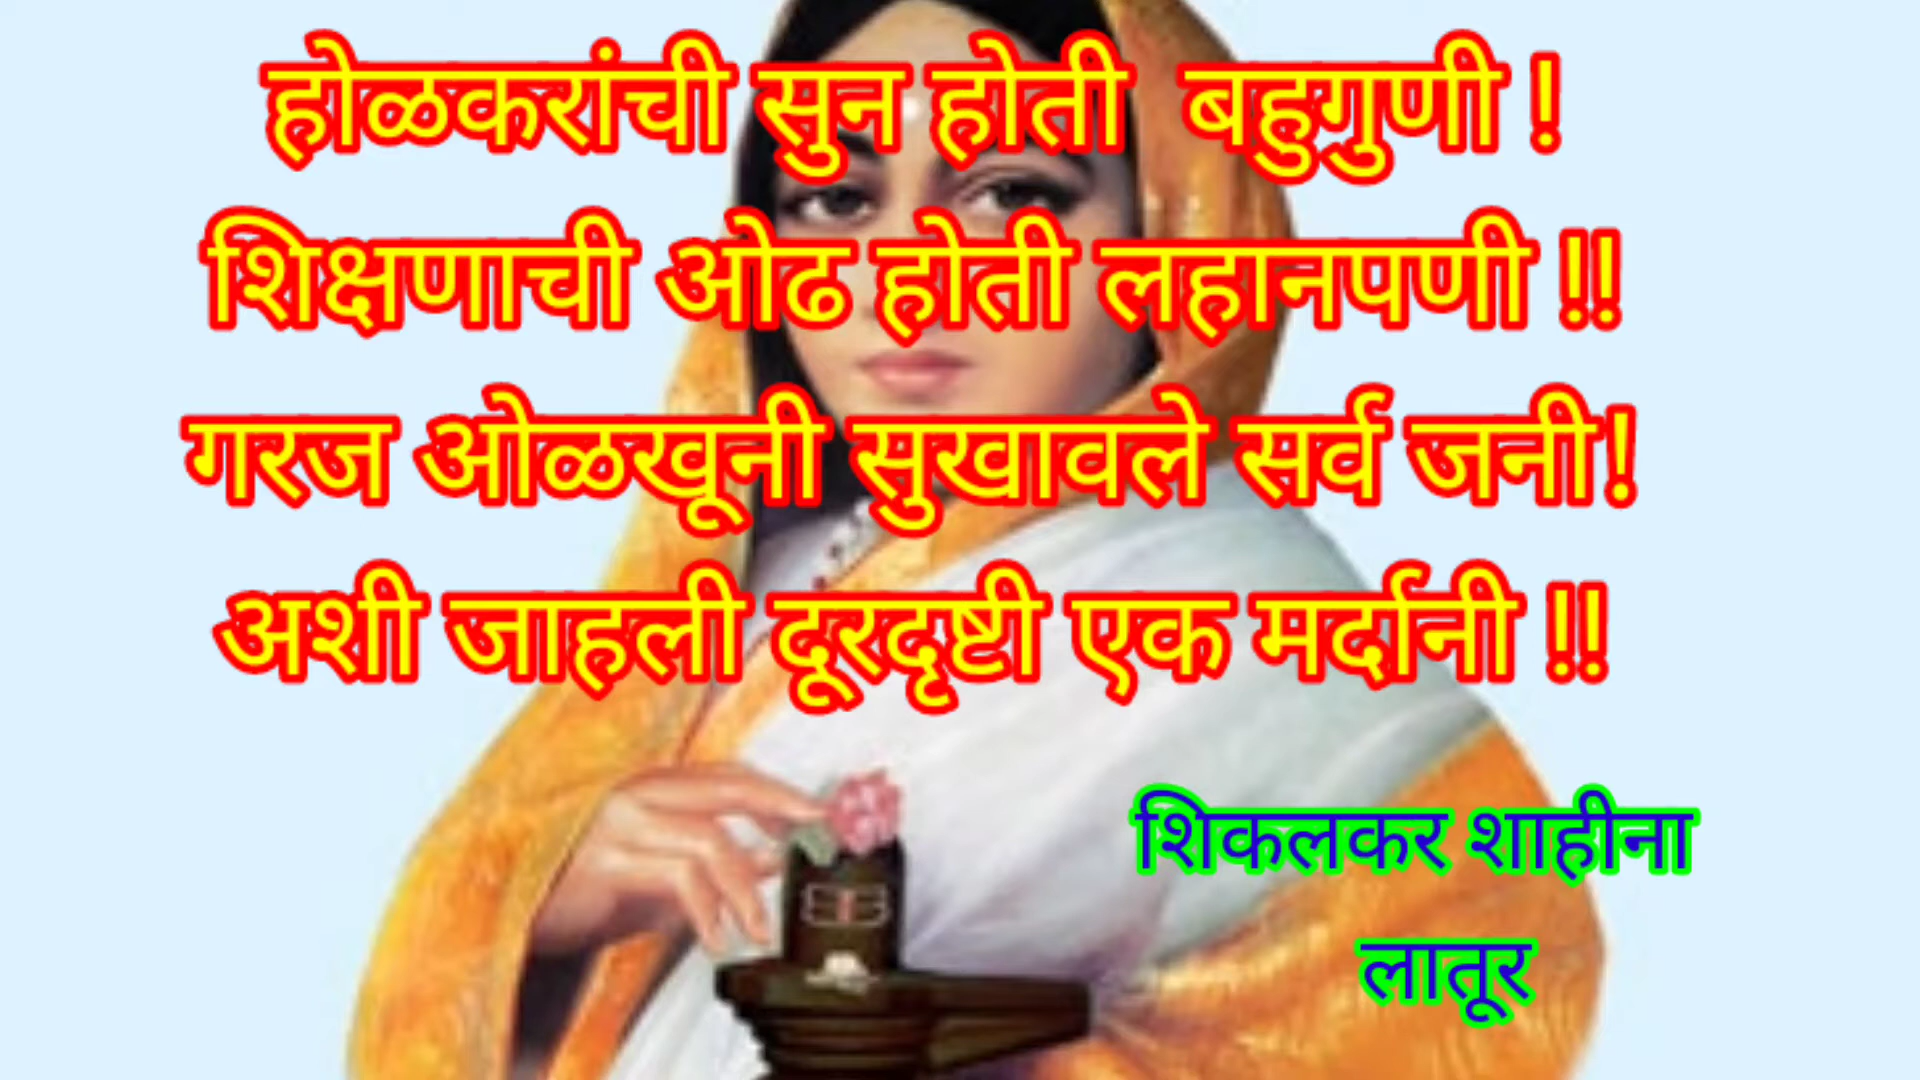 होळकरांची सुन होती बहुगुणी !
शिक्षणाची ओढ होती लहानपणी !!
गरज ओळखूनी सुखावले सर्व जनी!
अशी जाहली दूरदृष्टी एक मर्दानी !!
शिकलकर शाहीना
लातूर